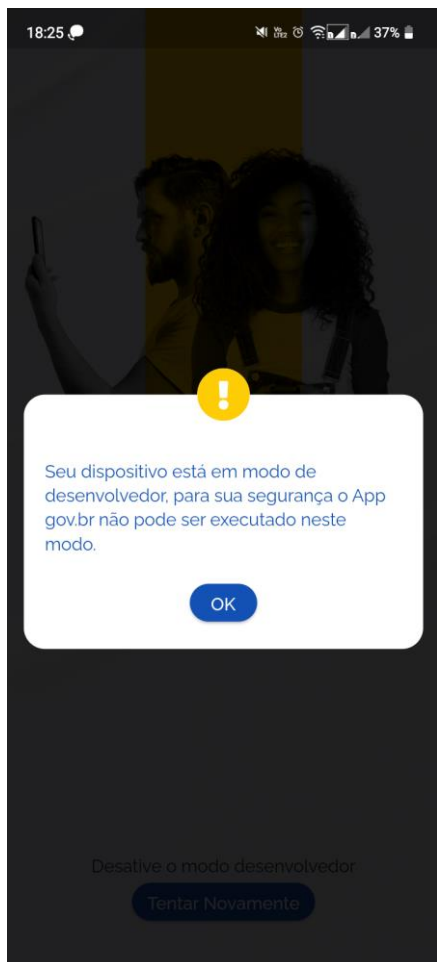 18:25 37%
Seu dispositivo está em modo de
desenvolvedor, para sua segurança o App
gov.br não pode ser executado neste
modo.
OK
Desative o modo desenvolvedor
Tentar Novamente